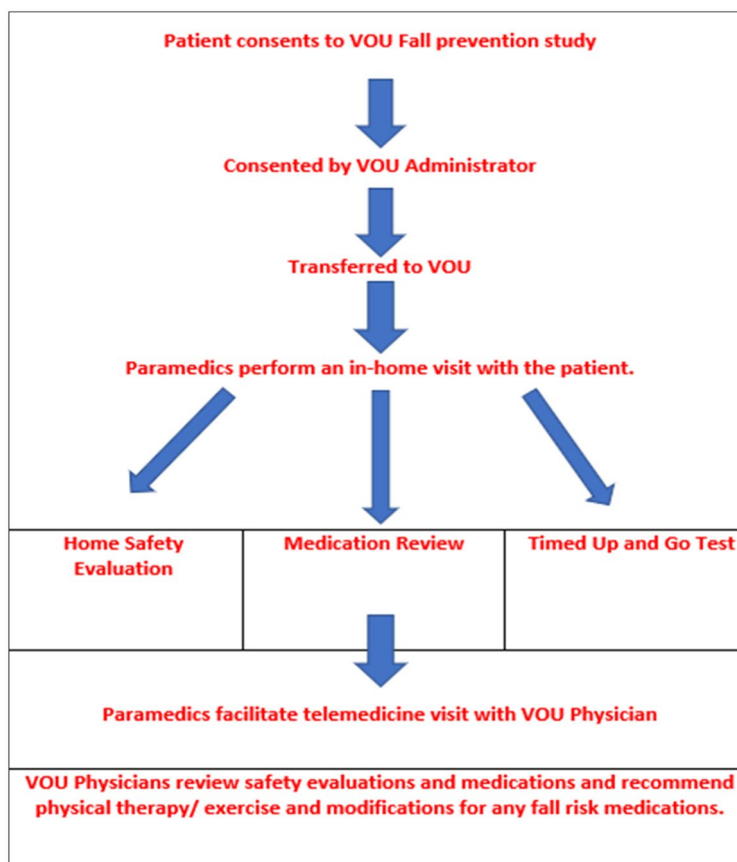 Patient consents to VOU Fall prevention study
Consented by VOU Administrator
Transferred to VOU
Paramedics perform an in-home visit with the patient.
Home Safety
Evaluation
Medication Review
Timed Up and Go Test
Paramedics facilitate telemedicine visit with VOU Physician
VOU Physicians review safety evaluations and medications and recommend
physical therapy/ exercise and modifications for any fall risk medications.